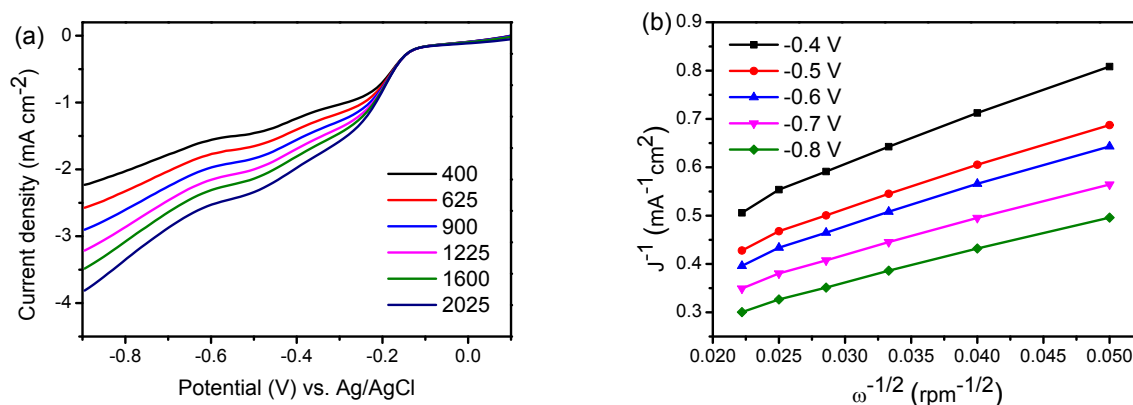 (a)
Current density (mA cm⁻²)
0
-1
-2
-3
-4
400
625
900
1225
1600
2025
-0.8 -0.6 -0.4 -0.2 0.0
Potential (V) vs. Ag/AgCl
(b)
J⁻¹ (mA⁻¹cm²)
0.9
0.8
0.7
0.6
0.5
0.4
0.3
-0.4 V
-0.5 V
-0.6 V
-0.7 V
-0.8 V
0.020 0.025 0.030 0.035 0.040 0.045 0.050
ω⁻¹/² (rpm⁻¹/²)